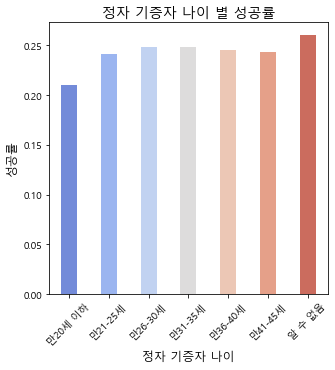 정자 기증자 나이 별 성공률
성공률
0.25
0.20
0.15
0.10
0.05
0.00
만20세 이하
만21-25세
만26-30세
만31-35세
만36-40세
만41-45세
알 수 없음
정자 기증자 나이